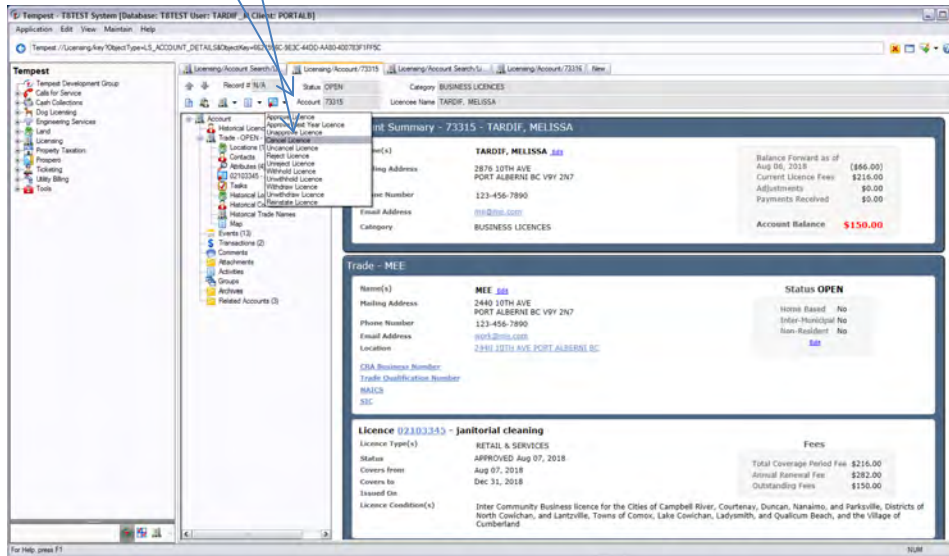 Tempest - TBTEST System [Database: TBTEST User: TARDIF_M Client: PORTALB]
Application Edit View Maintain Help
Tempest
Tempest Development Group
Calls for Service
Cash Collections
Dog Licensing
Engineering Services
Land
Licensing
Property Taxation
Prospero
Ticketing
Utility Billing
Tools
Licensing/Account/73315
Licensing/Account Search/Li
Licensing/Account/73316
New
Record # N/A
Status OPEN
Category BUSINESS LICENCES
Account 73315
Licencee Name TARDIF, MELISSA
Account
Historical Licenc
Trade - OPEN -
Locations (1
Contacts
Attributes (4
02103345 -
Tasks
Historical Lo
Historical Co
Historical Trade Names
Map
Events (13)
Transactions (2)
Comments
Attachments
Activities
Groups
Archives
Related Accounts (3)
Approve Licence
Approve Next Year Licence
Unapprove Licence
Cancel Licence
Uncancel Licence
Reject Licence
Unreject Licence
Withhold Licence
Unwithhold Licence
Withdraw Licence
Unwithdraw Licence
Reinstate Licence
nt Summary - 73315 - TARDIF, MELISSA
me(s) TARDIF, MELISSA Edit
ling Address 2876 10TH AVE
PORT ALBERNI BC V9Y 2N7
ne Number 123-456-7890
Email Address me@me.com
Category BUSINESS LICENCES
Balance Forward as of
Aug 06, 2018 ($66.00)
Current Licence Fees $216.00
Adjustments $0.00
Payments Received $0.00
Account Balance $150.00
Trade - MEE
Name(s) MEE Edit
Mailing Address 2440 10TH AVE
PORT ALBERNI BC V9Y 2N7
Phone Number 123-456-7890
Email Address work@me.com
Location 2440 10TH AVE PORT ALBERNI BC
CRA Business Number
Trade Qualification Number
NAICS
SIC
Status OPEN
Home Based No
Inter-Municipal No
Non-Resident No
Edit
Licence 02103345 - janitorial cleaning
Licence Type(s) RETAIL & SERVICES
Status APPROVED Aug 07, 2018
Covers from Aug 07, 2018
Covers to Dec 31, 2018
Issued On
Licence Condition(s) Inter Community Business licence for the Cities of Campbell River, Courtenay, Duncan, Nanaimo, and Parksville, Districts of
North Cowichan, and Lantzville, Towns of Comox, Lake Cowichan, Ladysmith, and Qualicum Beach, and the Village of
Cumberland
Fees
Total Coverage Period Fee $216.00
Annual Renewal Fee $282.00
Outstanding Fees $150.00
For Help, press F1
NUM